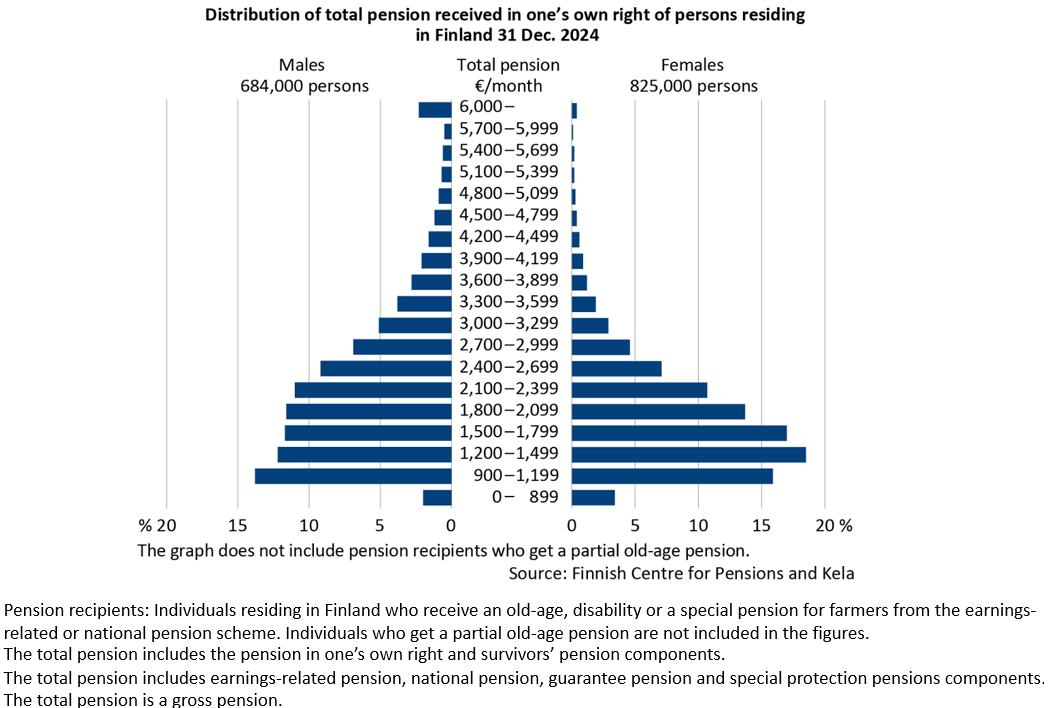 Distribution of total pension received in one’s own right of persons residing
in Finland 31 Dec. 2024
Males
684,000 persons
Total pension
€/month
Females
825,000 persons
6,000–
5,700–5,999
5,400–5,699
5,100–5,399
4,800–5,099
4,500–4,799
4,200–4,499
3,900–4,199
3,600–3,899
3,300–3,599
3,000–3,299
2,700–2,999
2,400–2,699
2,100–2,399
1,800–2,099
1,500–1,799
1,200–1,499
900–1,199
0– 899
% 20 15 10 5 0 0 5 10 15 20 %
The graph does not include pension recipients who get a partial old-age pension.
Source: Finnish Centre for Pensions and Kela
Pension recipients: Individuals residing in Finland who receive an old-age, disability or a special pension for farmers from the earnings-
related or national pension scheme. Individuals who get a partial old-age pension are not included in the figures.
The total pension includes the pension in one’s own right and survivors’ pension components.
The total pension includes earnings-related pension, national pension, guarantee pension and special protection pensions components.
The total pension is a gross pension.